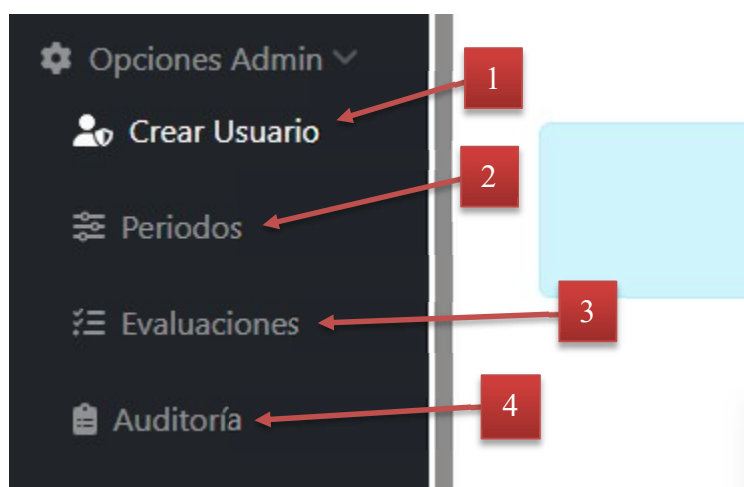 Opciones Admin
1
Crear Usuario
2
Periodos
3
Evaluaciones
4
Auditoría